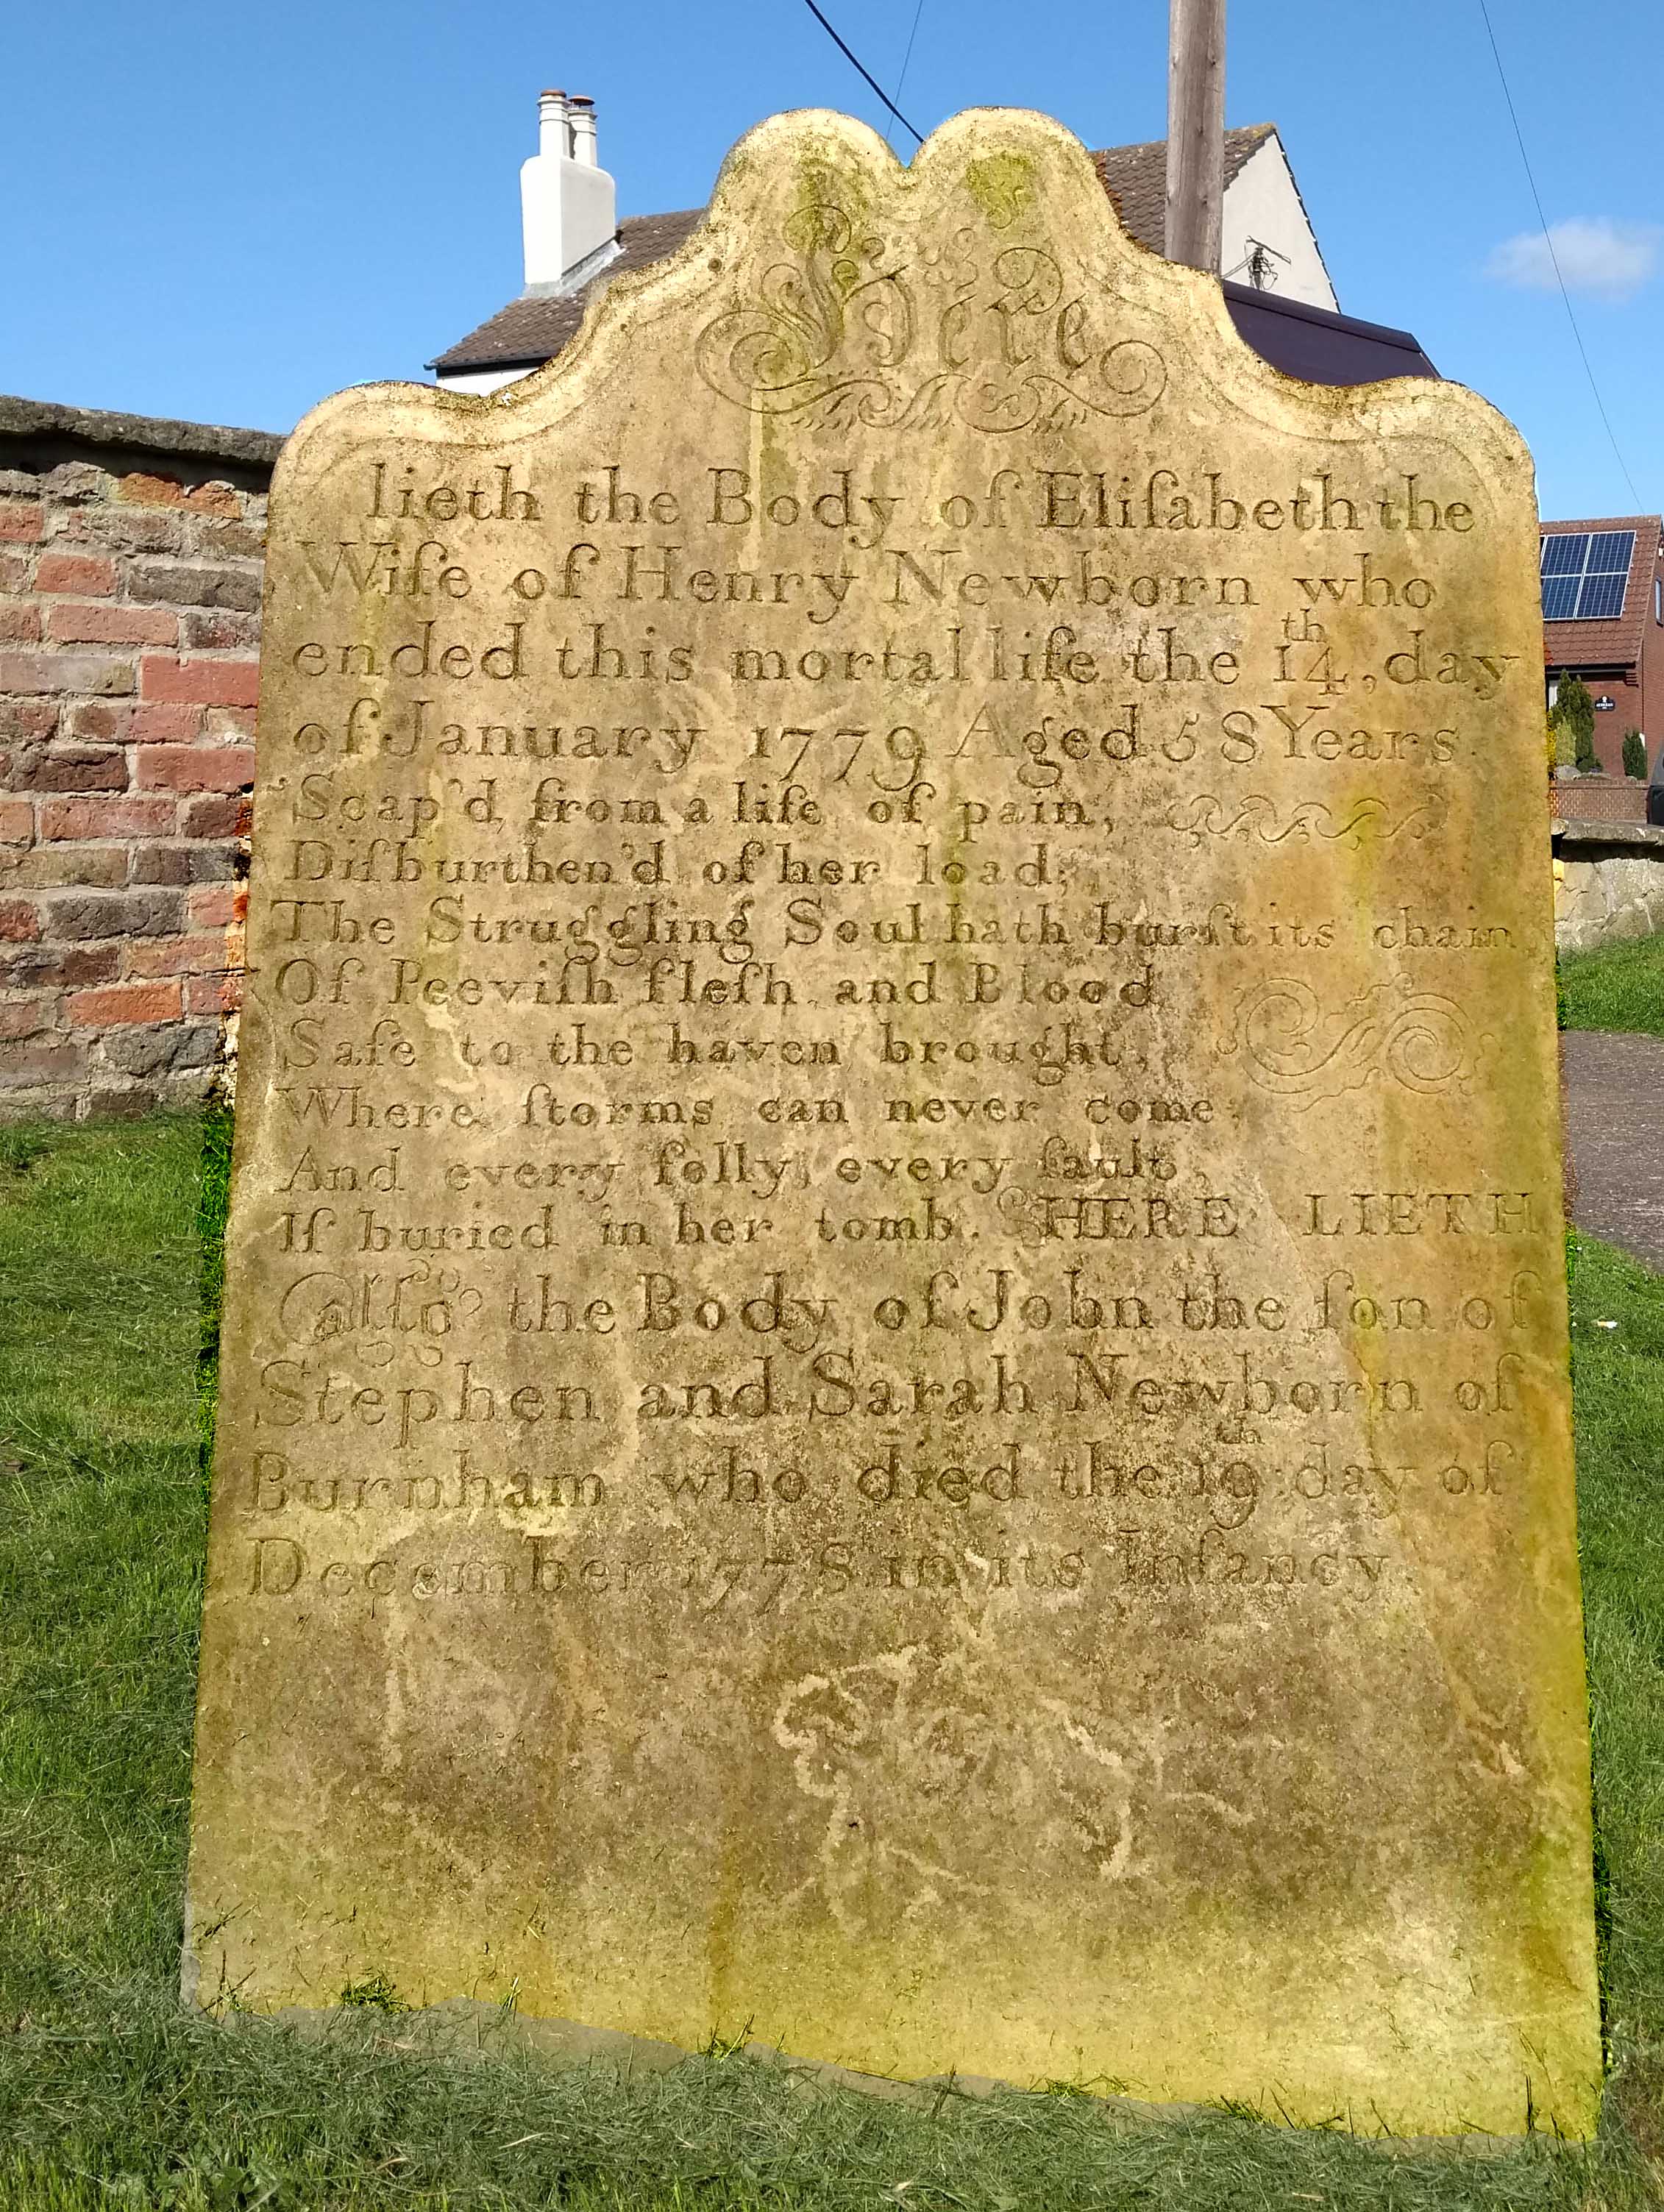 Here
lieth the Body of Eliſabeth the
Wife of Henry Newborn who
ended this mortal life the 14th, day
of January 1779 Aged 58 Years.
'Scap'd from a life of pain,
Diſburthen'd of her load;
The Struggling Soul hath burſt its chain
Of Peeviſh fleſh and Blood
Safe to the haven brought,
Where ſtorms can never come;
And every folly, every fault,
If buried in her tomb. HERE LIETH
Alſo the Body of John the ſon of
Stephen and Sarah Newborn of
Burnham who died the 19th day of
December 1778 in its Infancy.